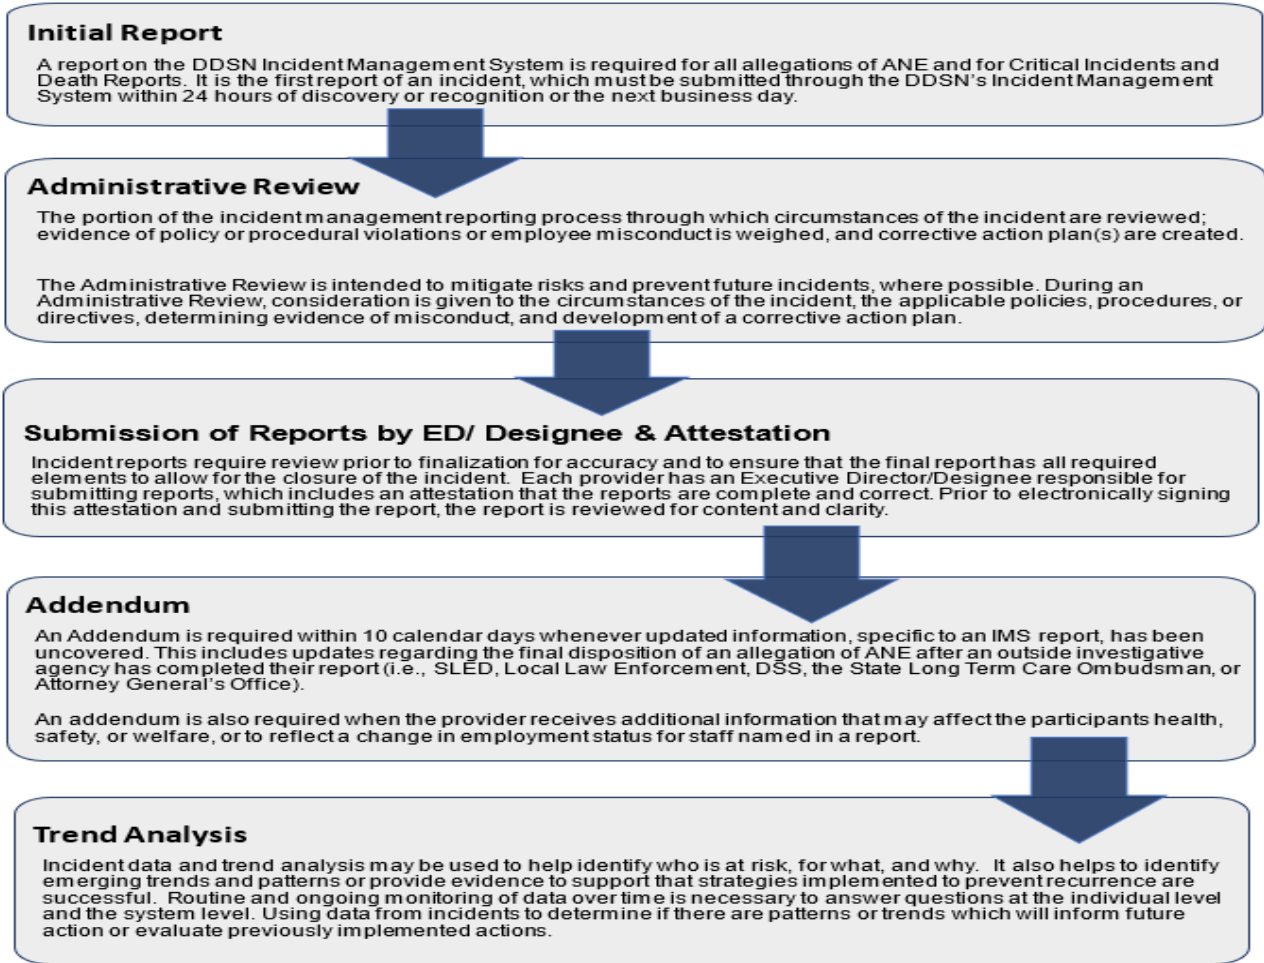 Initial Report
A report on the DDSN Incident Management System is required for all allegations of ANE and for Critical Incidents and
Death Reports. It is the first report of an incident, which must be submitted through the DDSN's Incident Management
System within 24 hours of discovery or recognition or the next business day.
Administrative Review
The portion of the incident management reporting process through which circumstances of the incident are reviewed;
evidence of policy or procedural violations or employee misconduct is weighed, and corrective action plan(s) are created.
The Administrative Review is intended to mitigate risks and prevent future incidents, where possible. During an
Administrative Review, consideration is given to the circumstances of the incident, the applicable policies, procedures, or
directives, determining evidence of misconduct, and development of a corrective action plan.
Submission of Reports by ED/ Designee & Attestation
Incident reports require review prior to finalization for accuracy and to ensure that the final report has all required
elements to allow for the closure of the incident. Each provider has an Executive Director/Designee responsible for
submitting reports, which includes an attestation that the reports are complete and correct. Prior to electronically signing
this attestation and submitting the report, the report is reviewed for content and clarity.
Addendum
An Addendum is required within 10 calendar days whenever updated information, specific to an IMS report, has been
uncovered. This includes updates regarding the final disposition of an allegation of ANE after an outside investigative
agency has completed their report (i.e., SLED, Local Law Enforcement, DSS, the State Long Term Care Ombudsman, or
Attorney General's Office).
An addendum is also required when the provider receives additional information that may affect the participants health,
safety, or welfare, or to reflect a change in employment status for staff named in a report.
Trend Analysis
Incident data and trend analysis may be used to help identify who is at risk, for what, and why. It also helps to identify
emerging trends and patterns or provide evidence to support that strategies implemented to prevent recurrence are
successful. Routine and ongoing monitoring of data over time is necessary to answer questions at the individual level
and the system level. Using data from incidents to determine if there are patterns or trends which will inform future
action or evaluate previously implemented actions.